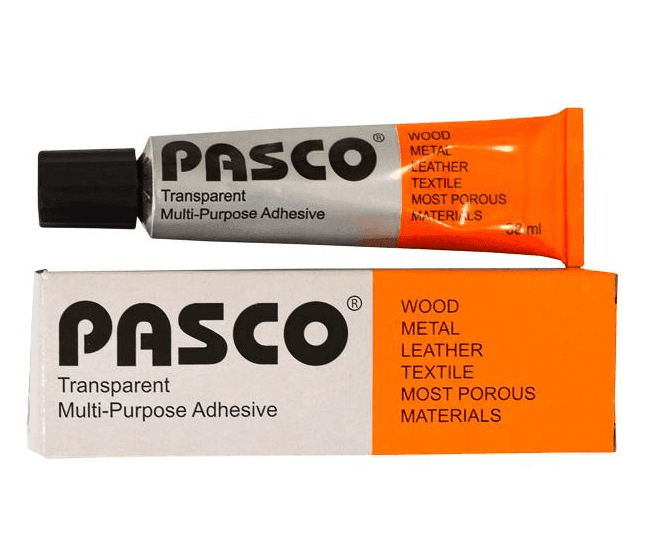 PASCO®
Transparent
Multi-Purpose Adhesive
WOOD
METAL
LEATHER
TEXTILE
MOST POROUS
MATERIALS
ml
PASCO®
Transparent
Multi-Purpose Adhesive
WOOD
METAL
LEATHER
TEXTILE
MOST POROUS
MATERIALS